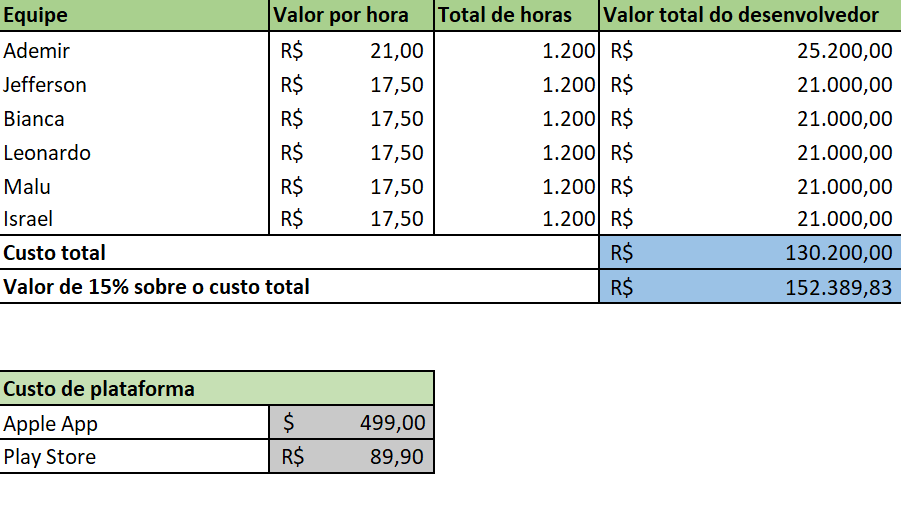 Equipe Valor por hora Total de horas Valor total do desenvolvedor
Ademir R$ 21,00 1.200 R$ 25.200,00
Jefferson R$ 17,50 1.200 R$ 21.000,00
Bianca R$ 17,50 1.200 R$ 21.000,00
Leonardo R$ 17,50 1.200 R$ 21.000,00
Malu R$ 17,50 1.200 R$ 21.000,00
Israel R$ 17,50 1.200 R$ 21.000,00
Custo total R$ 130.200,00
Valor de 15% sobre o custo total R$ 152.389,83
Custo de plataforma
Apple App $ 499,00
Play Store R$ 89,90